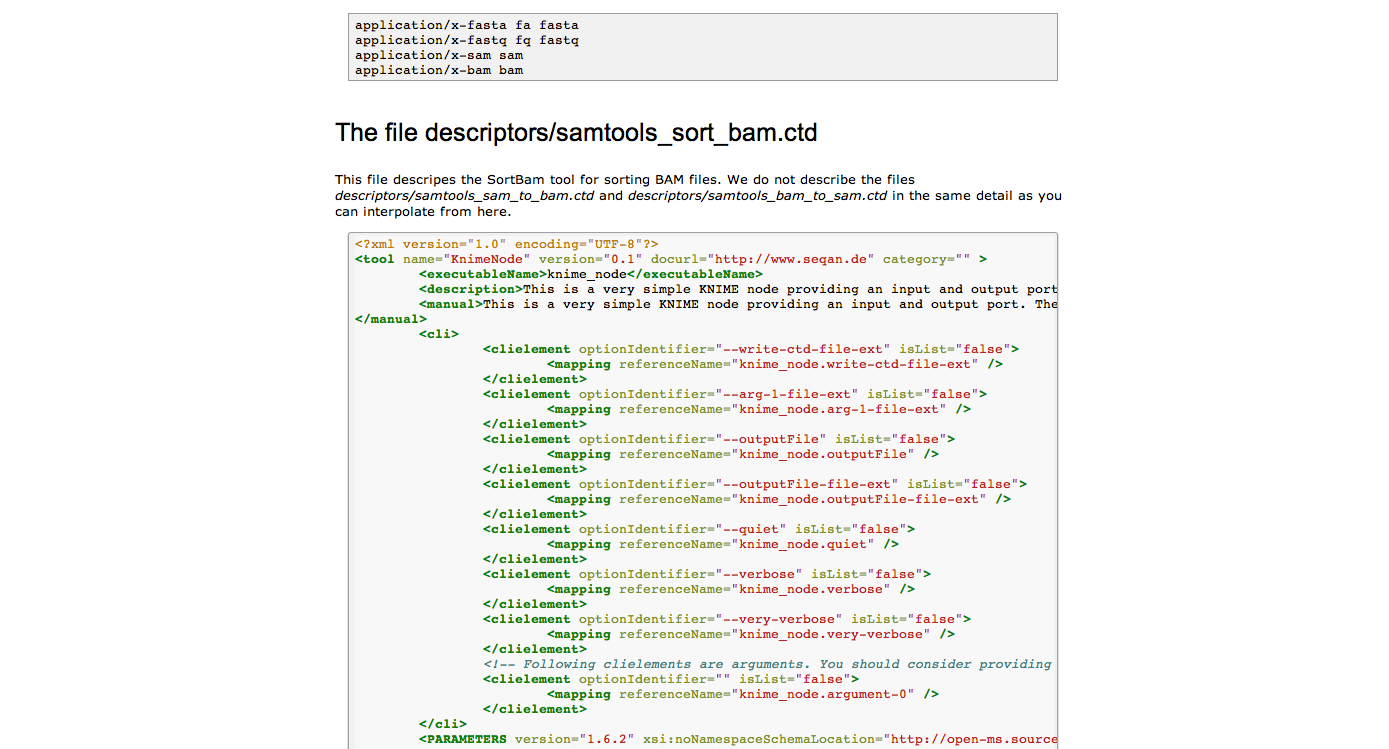 application/x-fasta fa fasta
application/x-fastq fq fastq
application/x-sam sam
application/x-bam bam
The file descriptors/samtools_sort_bam.ctd
This file descripes the SortBam tool for sorting BAM files. We do not describe the files
descriptors/samtools_sam_to_bam.ctd and descriptors/samtools_bam_to_sam.ctd in the same detail as you
can interpolate from here.
<?xml version="1.0" encoding="UTF-8"?>
<tool name="KnimeNode" version="0.1" docurl="http://www.seqan.de" category="" >
<executableName>knime_node</executableName>
<description>This is a very simple KNIME node providing an input and output port
<manual>This is a very simple KNIME node providing an input and output port. The
</manual>
<cli>
<clielement optionIdentifier="--write-ctd-file-ext" isList="false">
<mapping referenceName="knime_node.write-ctd-file-ext" />
</clielement>
<clielement optionIdentifier="--arg-1-file-ext" isList="false">
<mapping referenceName="knime_node.arg-1-file-ext" />
</clielement>
<clielement optionIdentifier="--outputFile" isList="false">
<mapping referenceName="knime_node.outputFile" />
</clielement>
<clielement optionIdentifier="--outputFile-file-ext" isList="false">
<mapping referenceName="knime_node.outputFile-file-ext" />
</clielement>
<clielement optionIdentifier="--quiet" isList="false">
<mapping referenceName="knime_node.quiet" />
</clielement>
<clielement optionIdentifier="--verbose" isList="false">
<mapping referenceName="knime_node.verbose" />
</clielement>
<clielement optionIdentifier="--very-verbose" isList="false">
<mapping referenceName="knime_node.very-verbose" />
</clielement>
<!-- Following clielements are arguments. You should consider providing
<clielement optionIdentifier="" isList="false">
<mapping referenceName="knime_node.argument-0" />
</clielement>
</cli>
<PARAMETERS version="1.6.2" xsi:noNamespaceSchemaLocation="http://open-ms.source